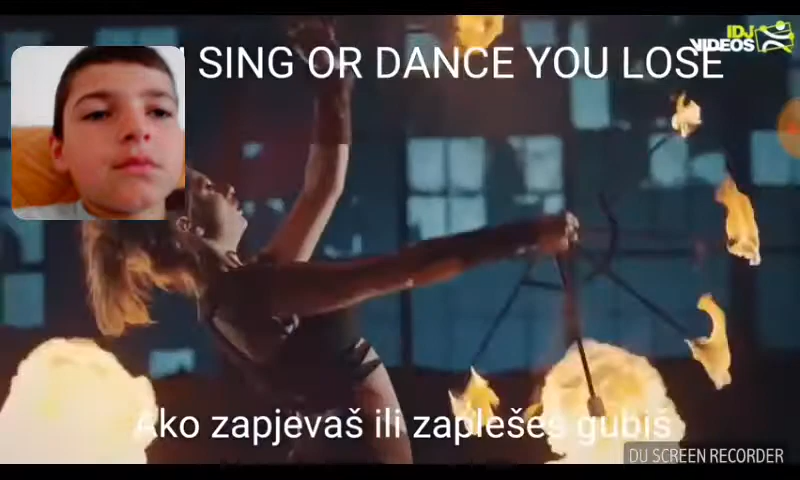 IDJ
VIDEOS
SING OR DANCE YOU LOSE
Ako zapjevaš ili zaplešeš gubiš
DU SCREEN RECORDER